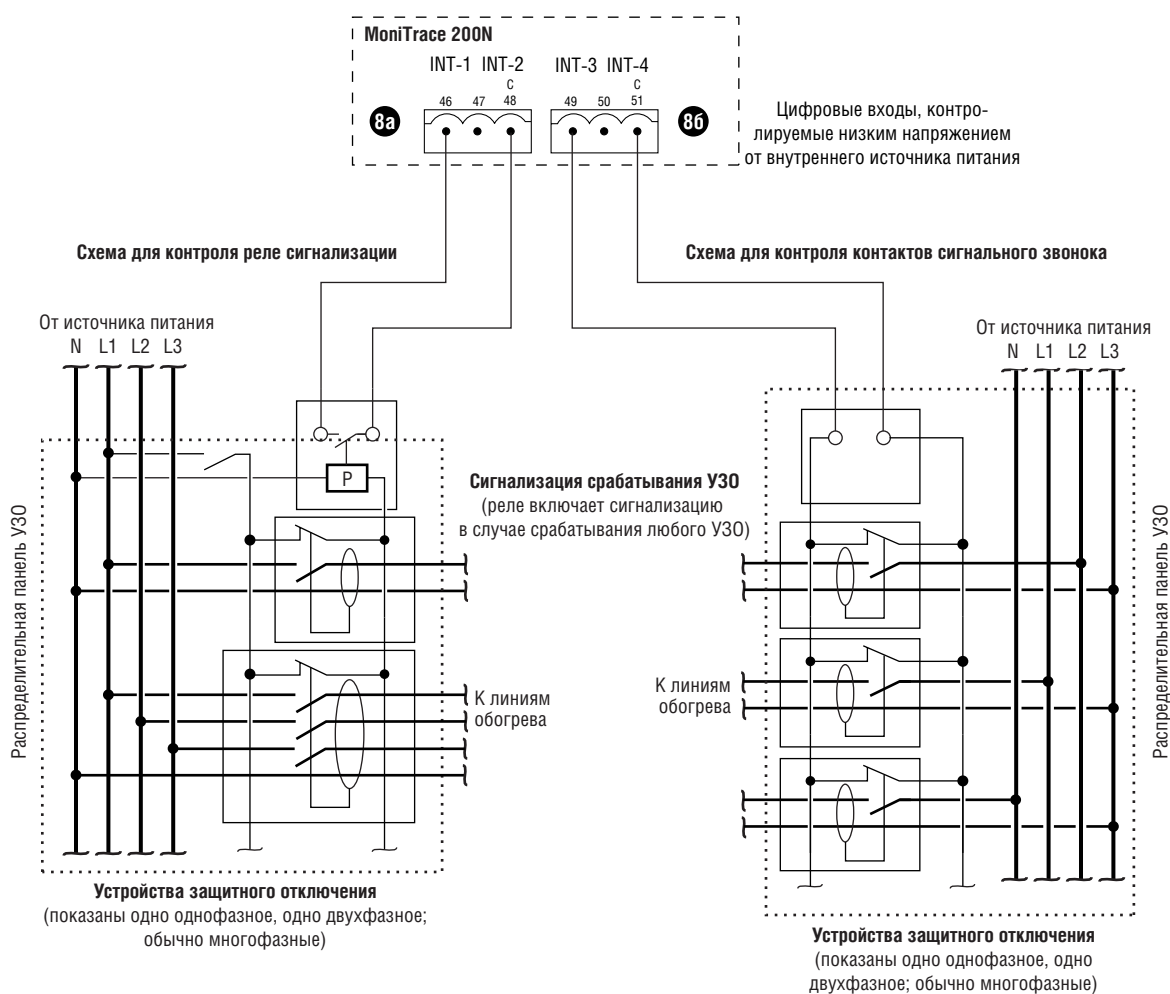 MoniTrace 200N
INT-1 INT-2 INT-3 INT-4
C C
46 47 48 49 50 51
8а 8б
Цифровые входы, контро-
лируемые низким напряжением
от внутреннего источника питания
Схема для контроля реле сигнализации
Схема для контроля контактов сигнального звонка
От источника питания
N L1 L2 L3
От источника питания
N L1 L2 L3
P
Сигнализация срабатывания УЗО
(реле включает сигнализацию
в случае срабатывания любого УЗО)
Распределительная панель УЗО
Распределительная панель УЗО
К линиям
обогрева
К линиям
обогрева
Устройства защитного отключения
(показаны одно однофазное, одно двухфазное;
обычно многофазные)
Устройства защитного отключения
(показаны одно однофазное, одно
двухфазное; обычно многофазные)